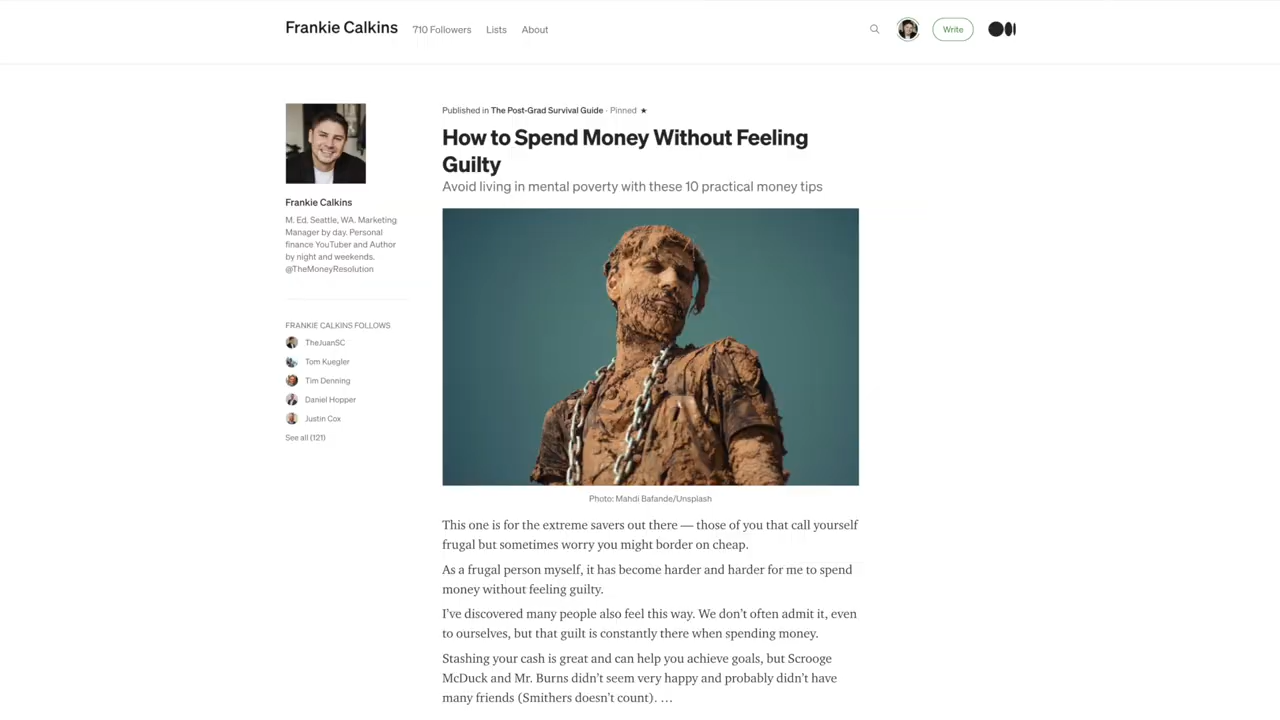 Frankie Calkins 710 Followers Lists About Write
Frankie Calkins
M. Ed. Seattle, WA. Marketing
Manager by day. Personal
finance YouTuber and Author
by night and weekends.
@TheMoneyResolution
FRANKIE CALKINS FOLLOWS
TheJuanSC
Tom Kuegler
Tim Denning
Daniel Hopper
Justin Cox
See all (121)
Published in The Post-Grad Survival Guide · Pinned ★
How to Spend Money Without Feeling
Guilty
Avoid living in mental poverty with these 10 practical money tips
Photo: Mahdi Bafande/Unsplash
This one is for the extreme savers out there — those of you that call yourself
frugal but sometimes worry you might border on cheap.
As a frugal person myself, it has become harder and harder for me to spend
money without feeling guilty.
I’ve discovered many people also feel this way. We don’t often admit it, even
to ourselves, but that guilt is constantly there when spending money.
Stashing your cash is great and can help you achieve goals, but Scrooge
McDuck and Mr. Burns didn’t seem very happy and probably didn’t have
many friends (Smithers doesn’t count). …